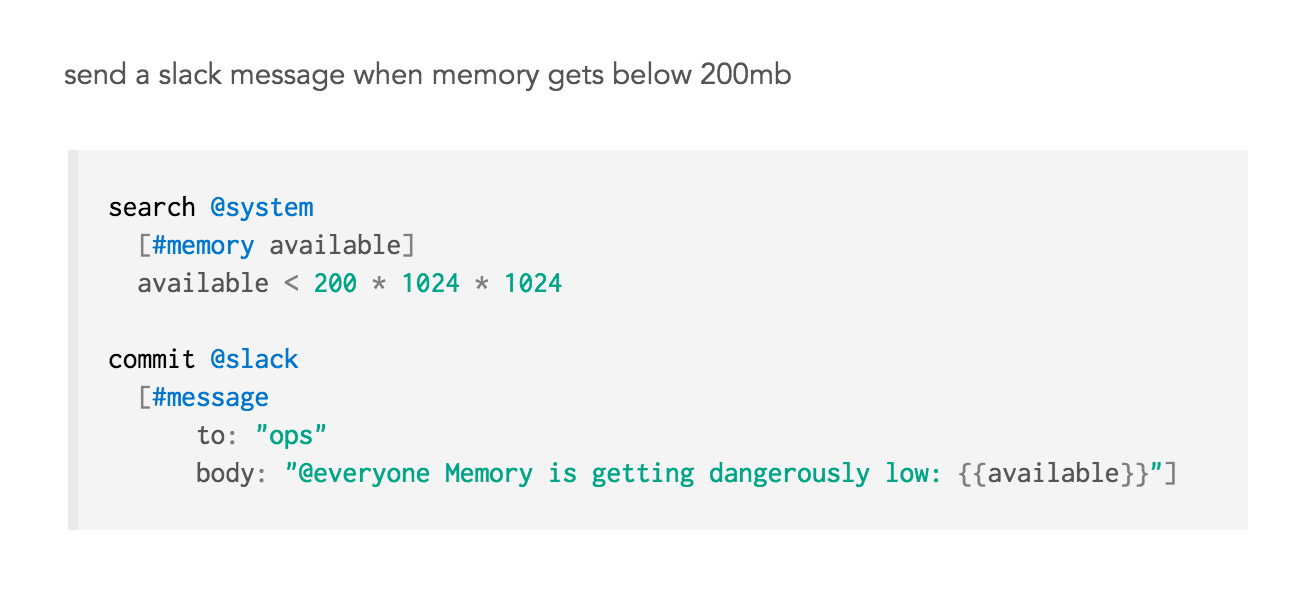 send a slack message when memory gets below 200mb
search @system
[#memory available]
available < 200 * 1024 * 1024
commit @slack
[#message
to: "ops"
body: "@everyone Memory is getting dangerously low: {{available}}"]